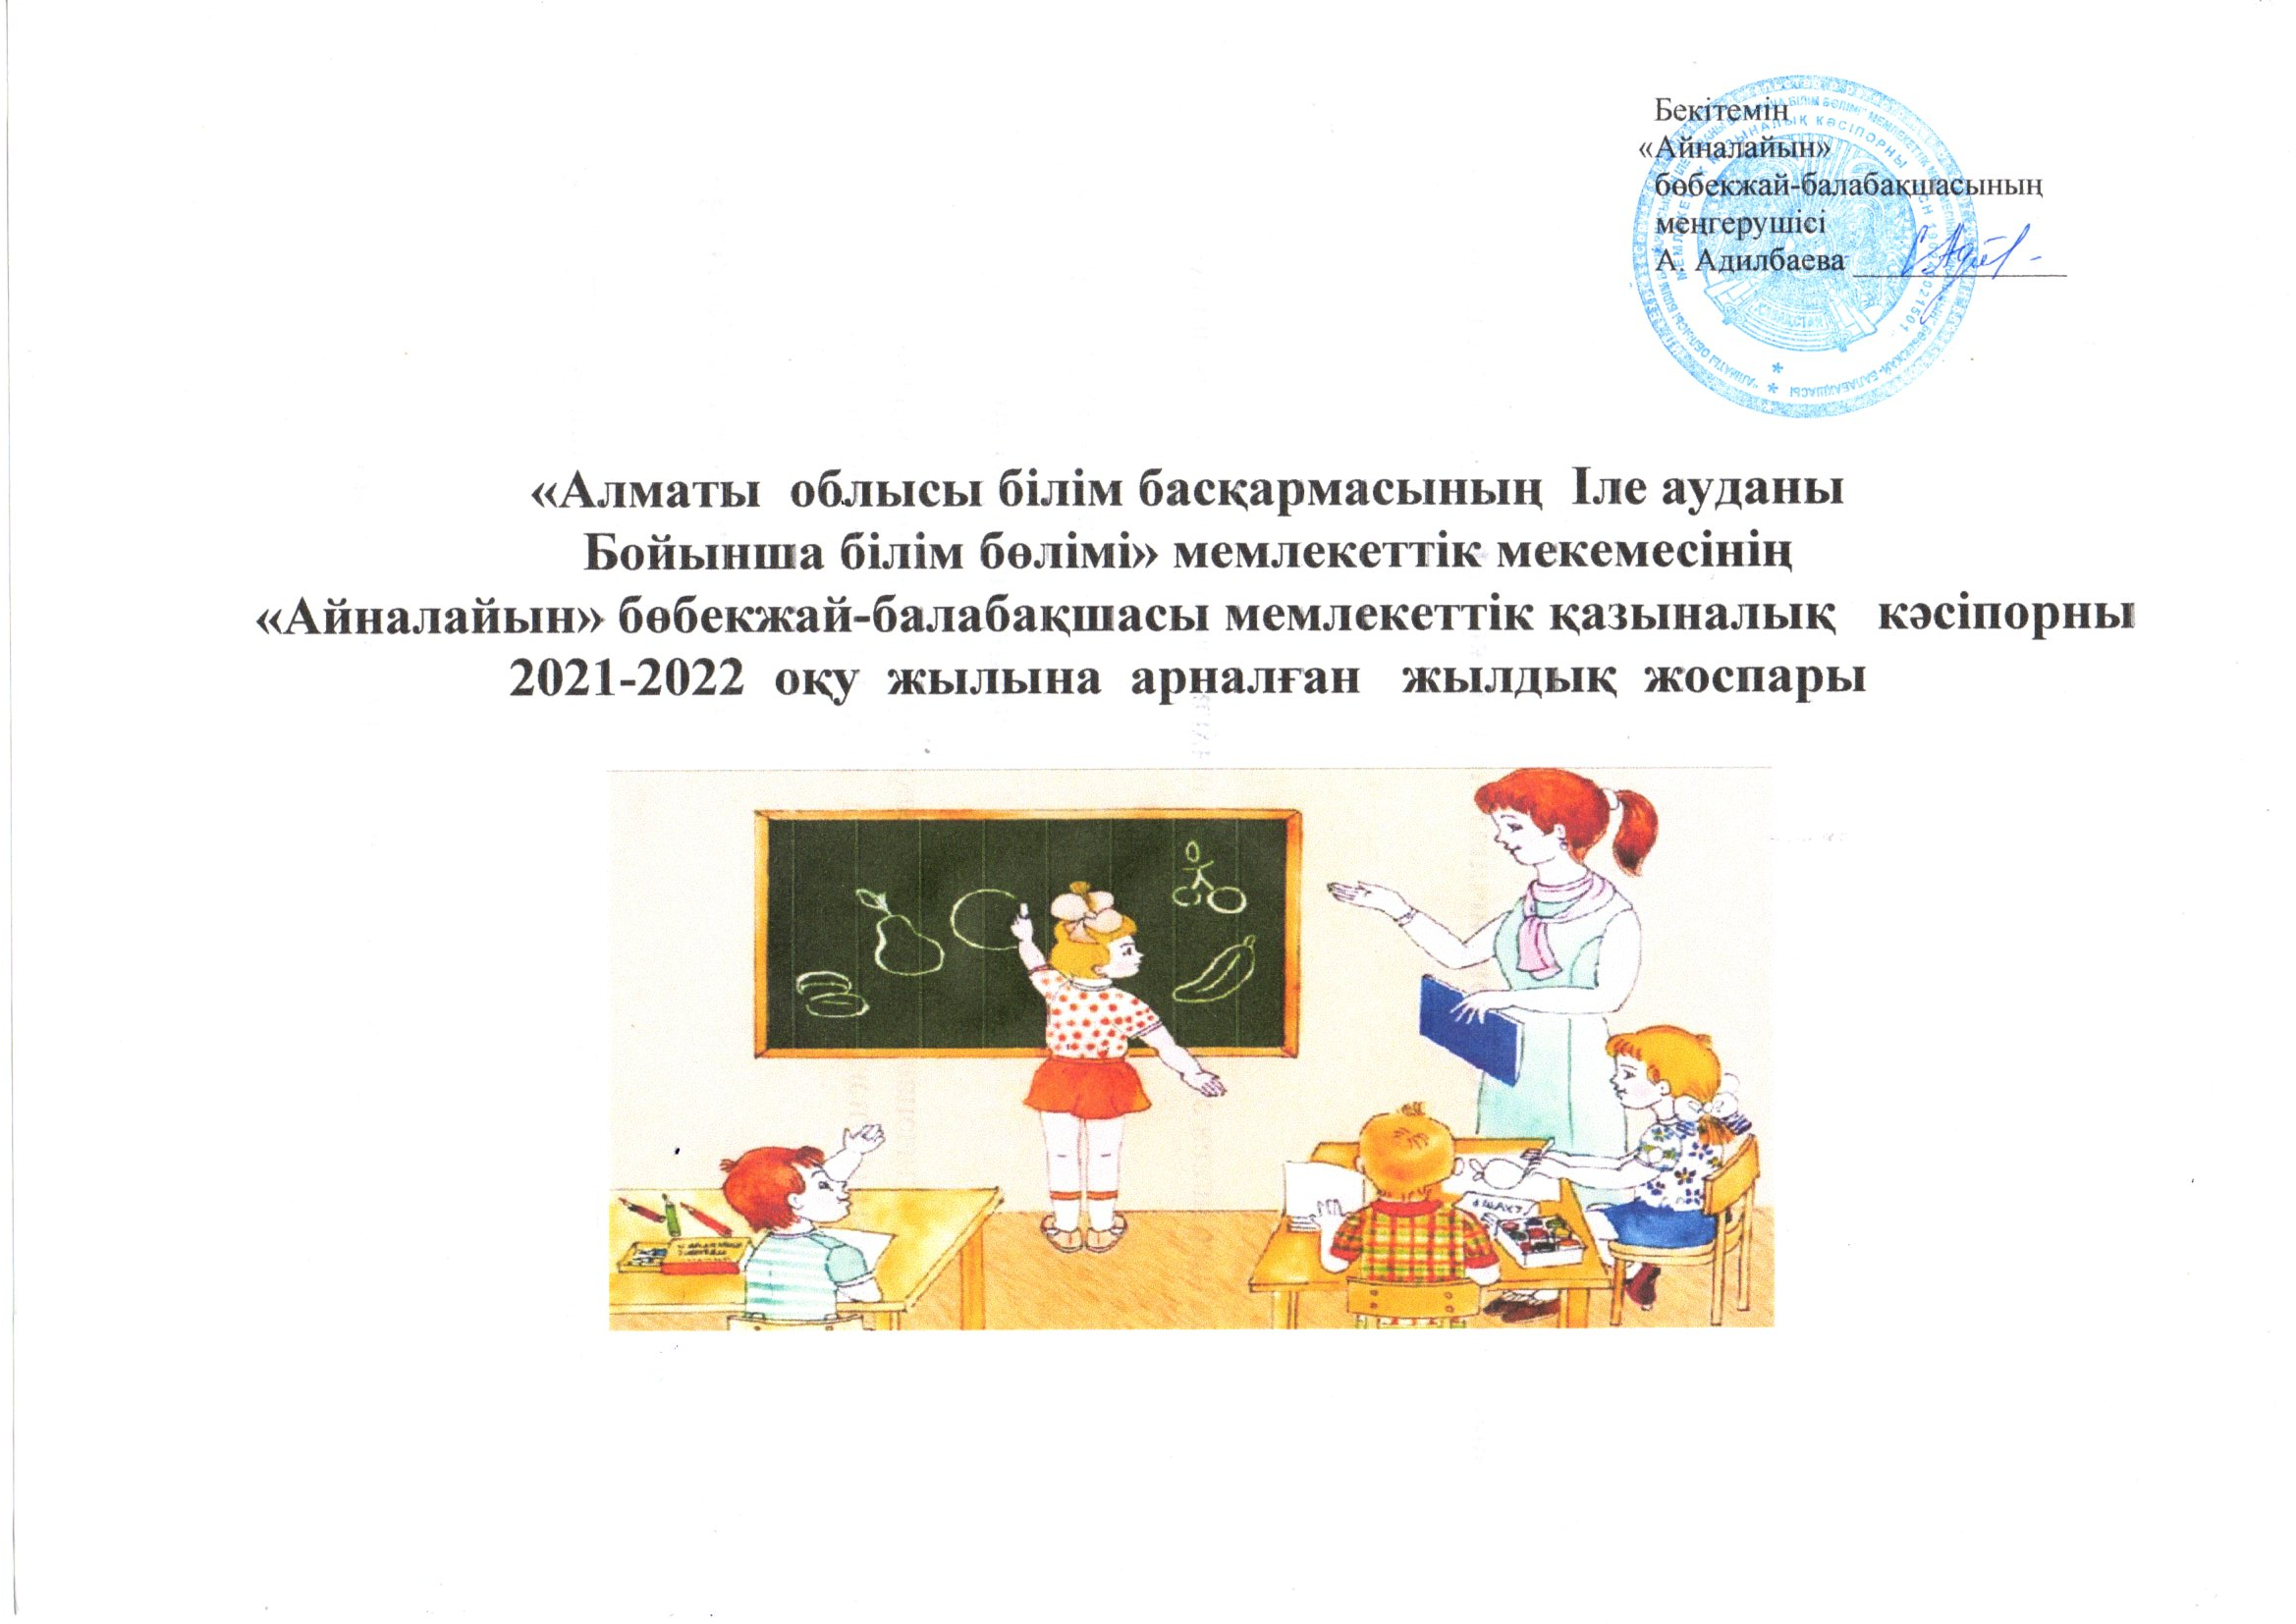 Бекітемін
«Айналайын»
бөбекжай-балабақшасының
меңгерушісі
А. Адилбаева
«Алматы облысы білім басқармасының Іле ауданы
Бойынша білім бөлімі» мемлекеттік мекемесінің
«Айналайын» бөбекжай-балабақшасы мемлекеттік қазыналық кәсіпорны
2021-2022 оқу жылына арналған жылдық жоспары
ҚАЗАҚСТАН